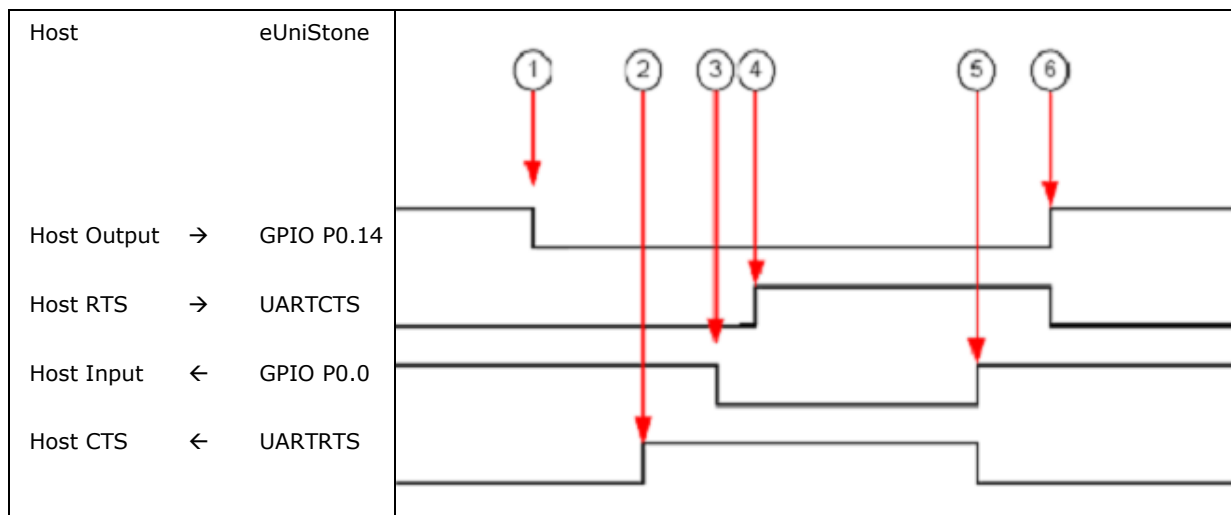 Host eUniStone
1 2 3 4 5 6
Host Output → GPIO P0.14
Host RTS → UARTCTS
Host Input ← GPIO P0.0
Host CTS ← UARTRTS